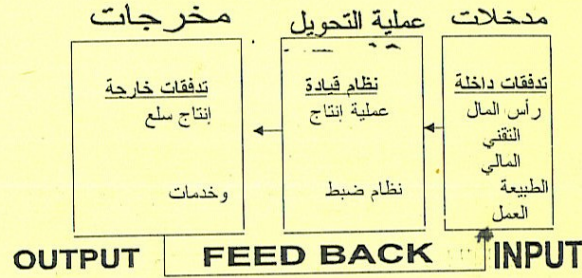 مدخلات
عملية التحويل
مخرجات
تدفقات داخلة
رأس المال
التقني
المالي
الطبيعة
العمل
نظام قيادة
عملية إنتاج
نظام ضبط
تدفقات خارجة
إنتاج سلع
وخدمات
OUTPUT FEED BACK INPUT